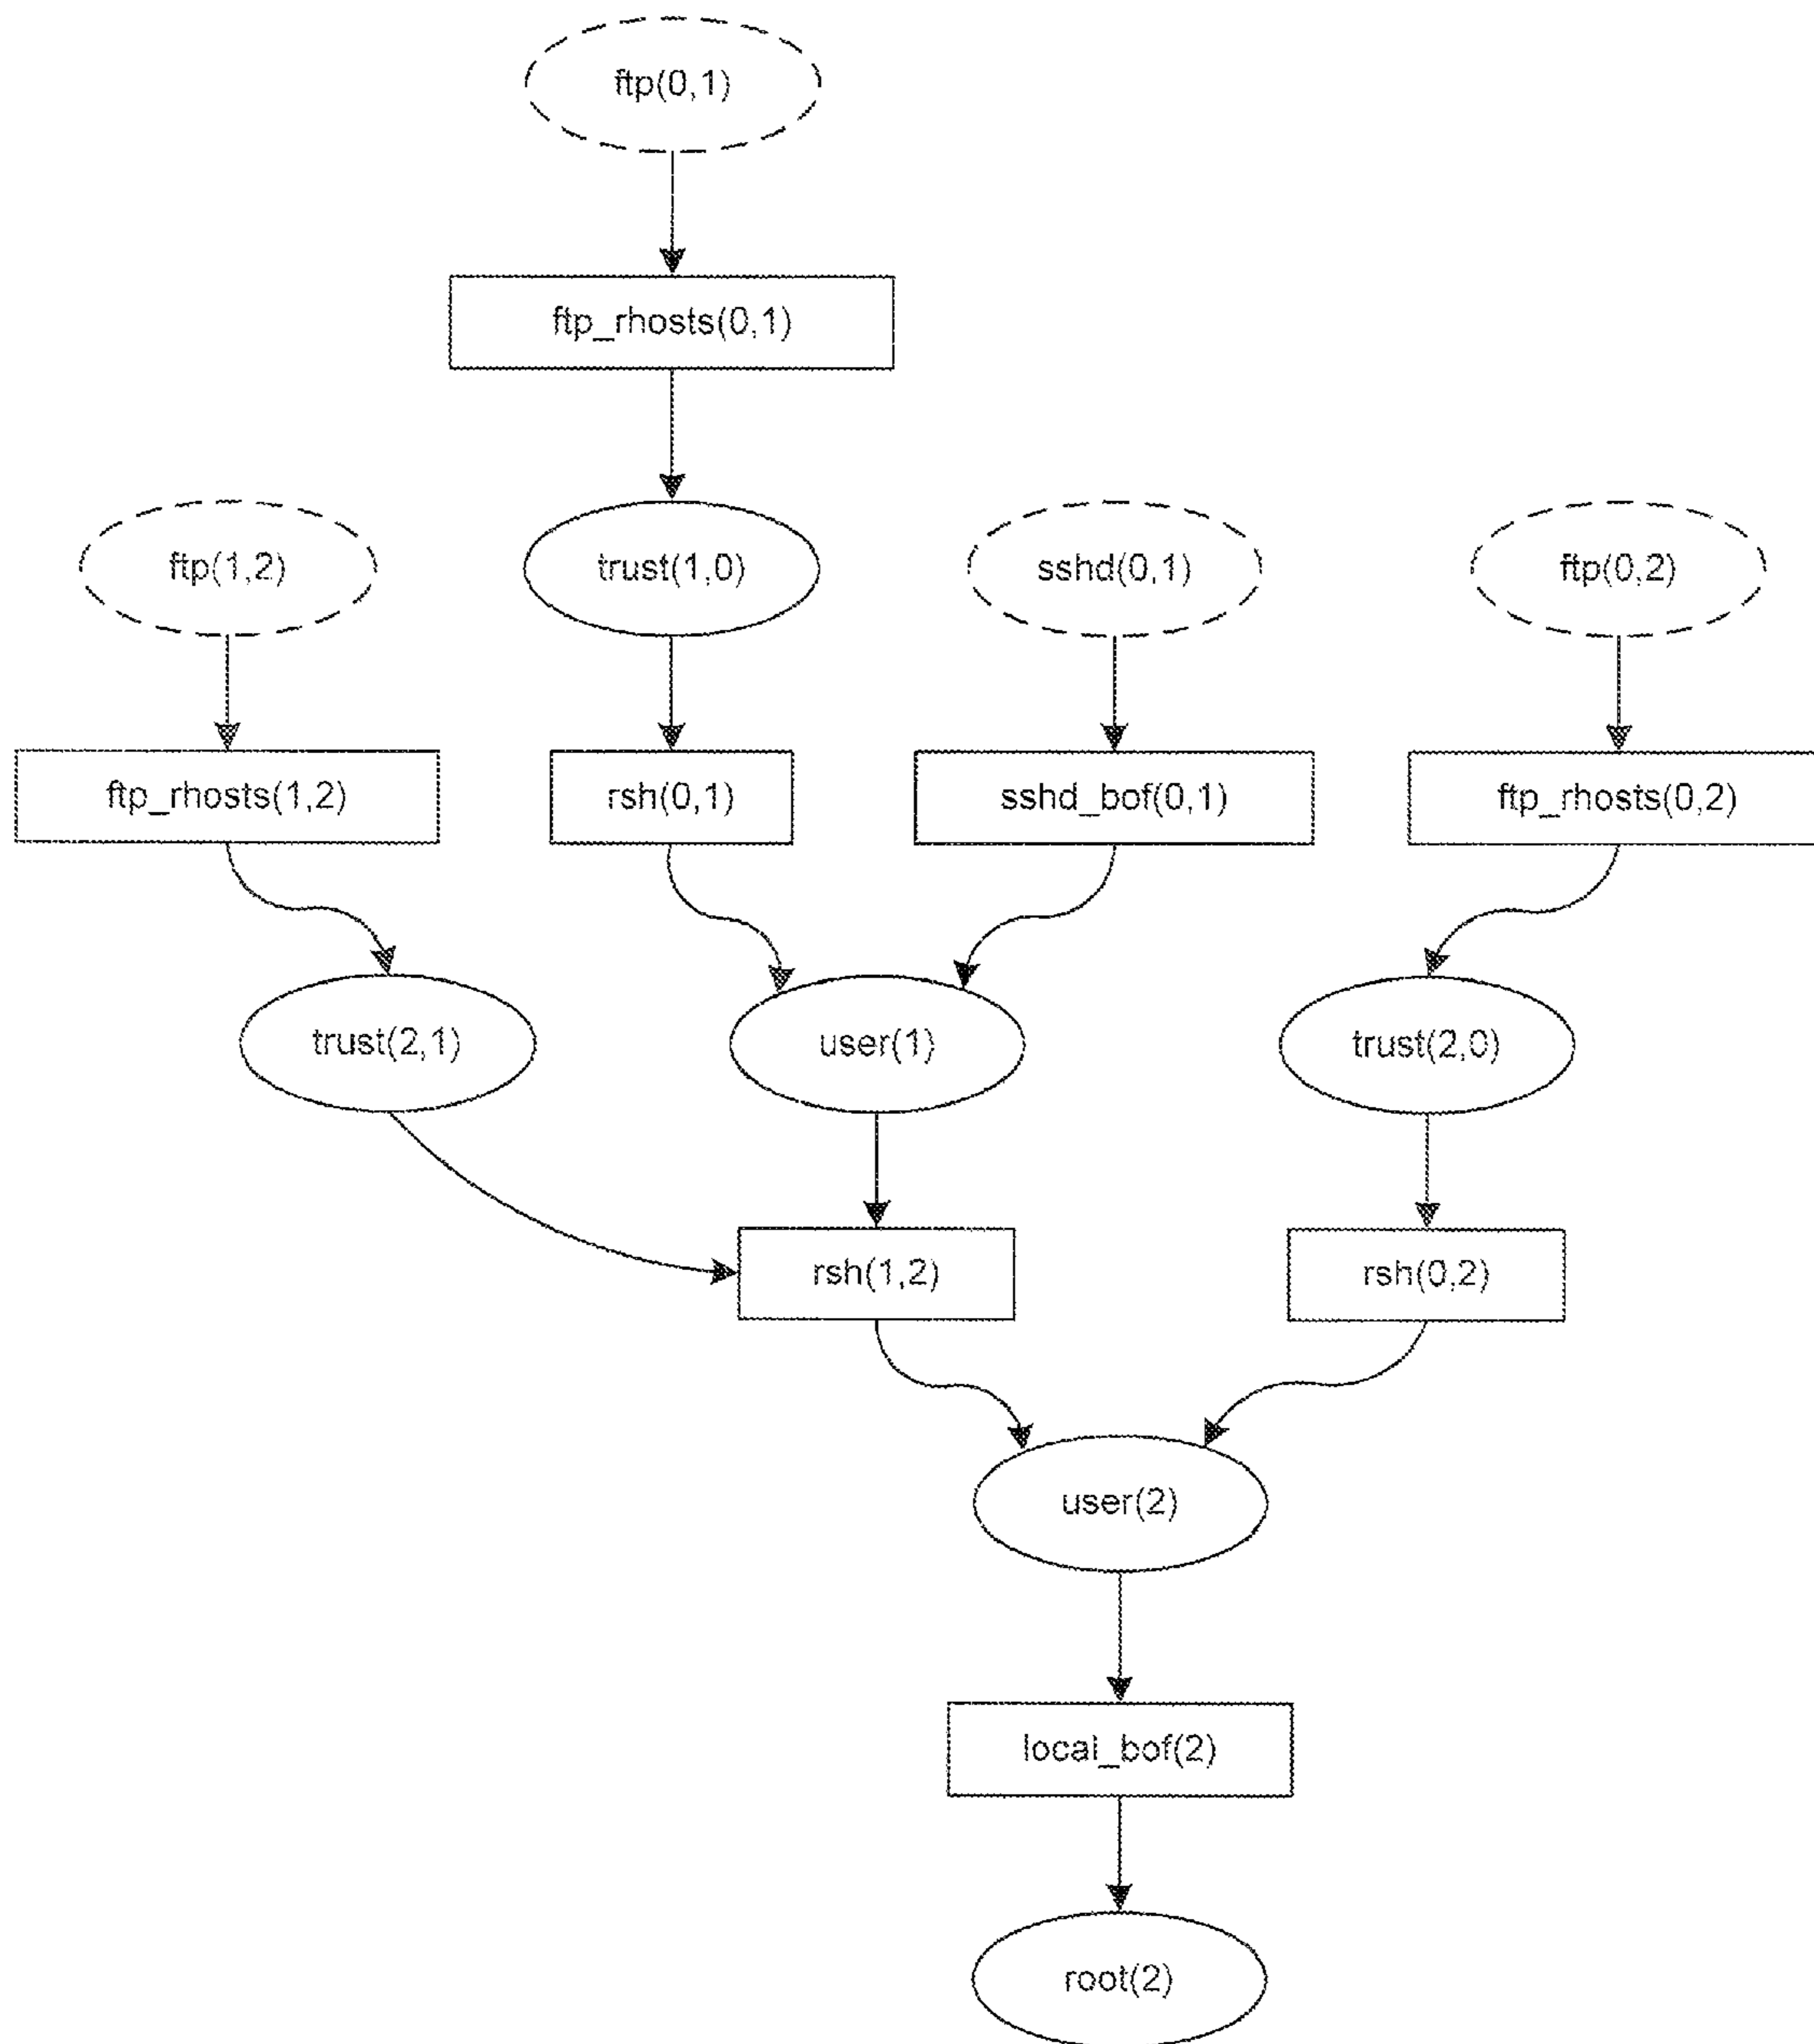 ftp(0,1)
ftp_rhosts(0,1)
ftp(1,2)
trust(1,0)
sshd(0,1)
ftp(0,2)
ftp_rhosts(1,2)
rsh(0,1)
sshd_bof(0,1)
ftp_rhosts(0,2)
trust(2,1)
user(1)
trust(2,0)
rsh(1,2)
rsh(0,2)
user(2)
local_bof(2)
root(2)